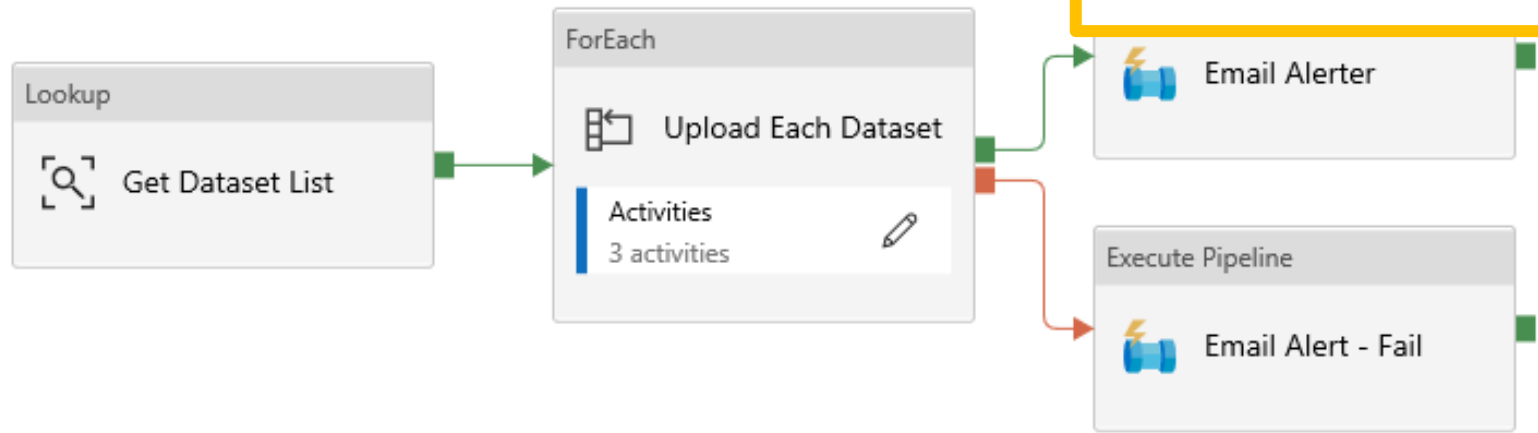 Lookup
Get Dataset List
ForEach
Upload Each Dataset
Activities
3 activities
Email Alerter
Execute Pipeline
Email Alert - Fail